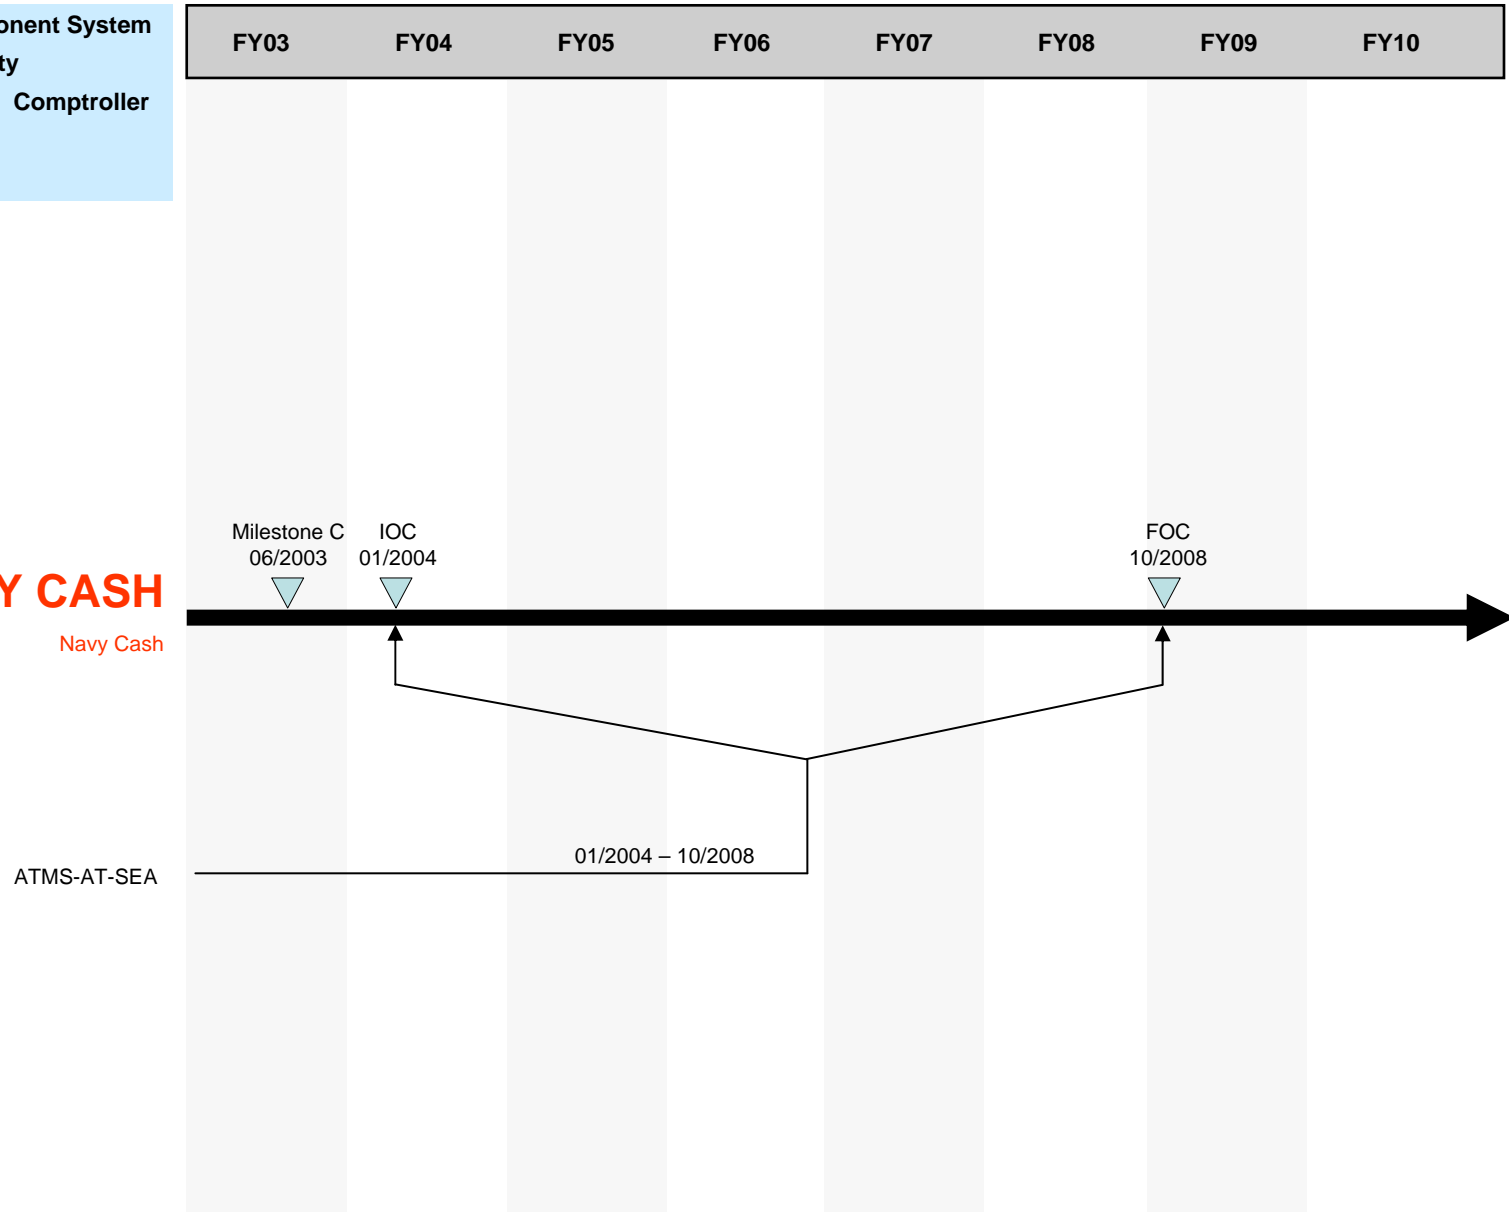 onent System
ty
Comptroller
FY03 FY04 FY05 FY06 FY07 FY08 FY09 FY10
Milestone C
06/2003
IOC
01/2004
FOC
10/2008
Y CASH
Navy Cash
01/2004 – 10/2008
ATMS-AT-SEA